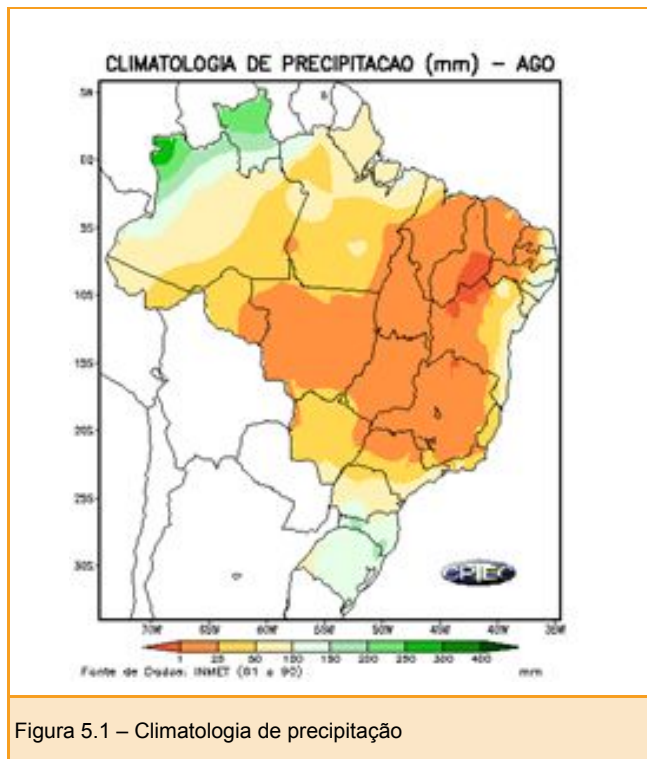 CLIMATOLOGIA DE PRECIPITACAO (mm) – AGO
5N
EQ
5S
10S
15S
20S
25S
30S
70W 65W 60W 55W 50W 45W 40W 35W 30W
CPTEC
1 25 50 100 150 200 250 300 400
Fonte de Dados: INMET (61 a 90) mm
Figura 5.1 – Climatologia de precipitação